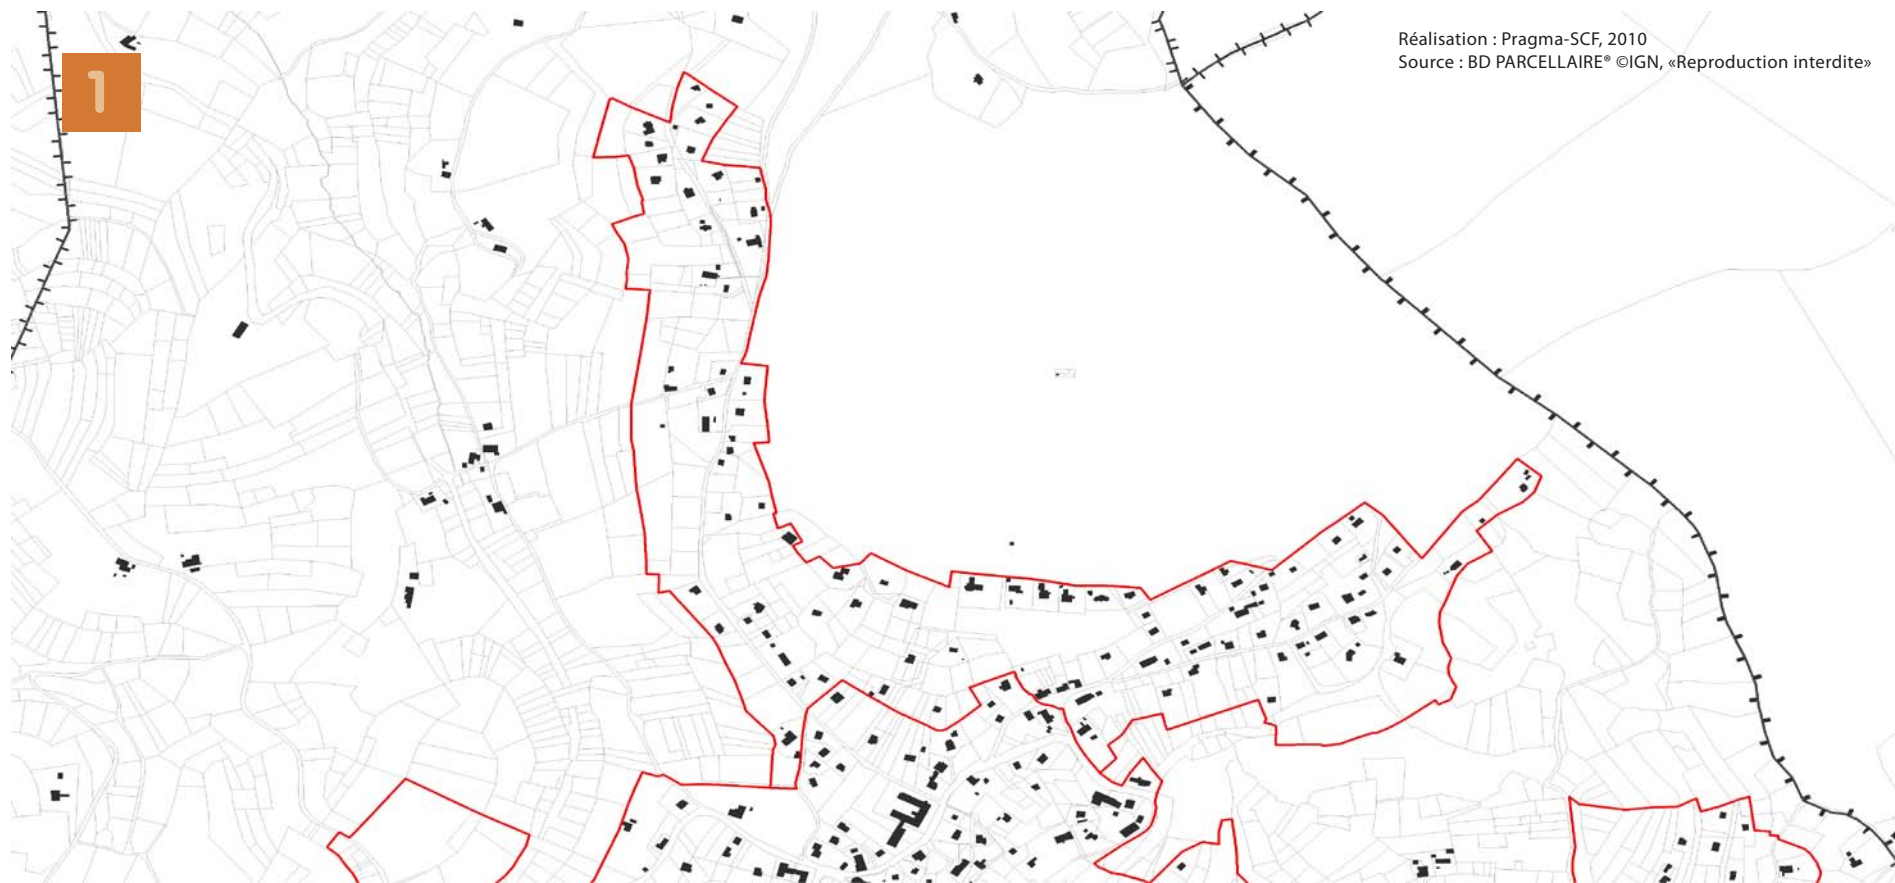 1
Réalisation : Pragma-SCF, 2010
Source : BD PARCELLAIRE® ©IGN, «Reproduction interdite»